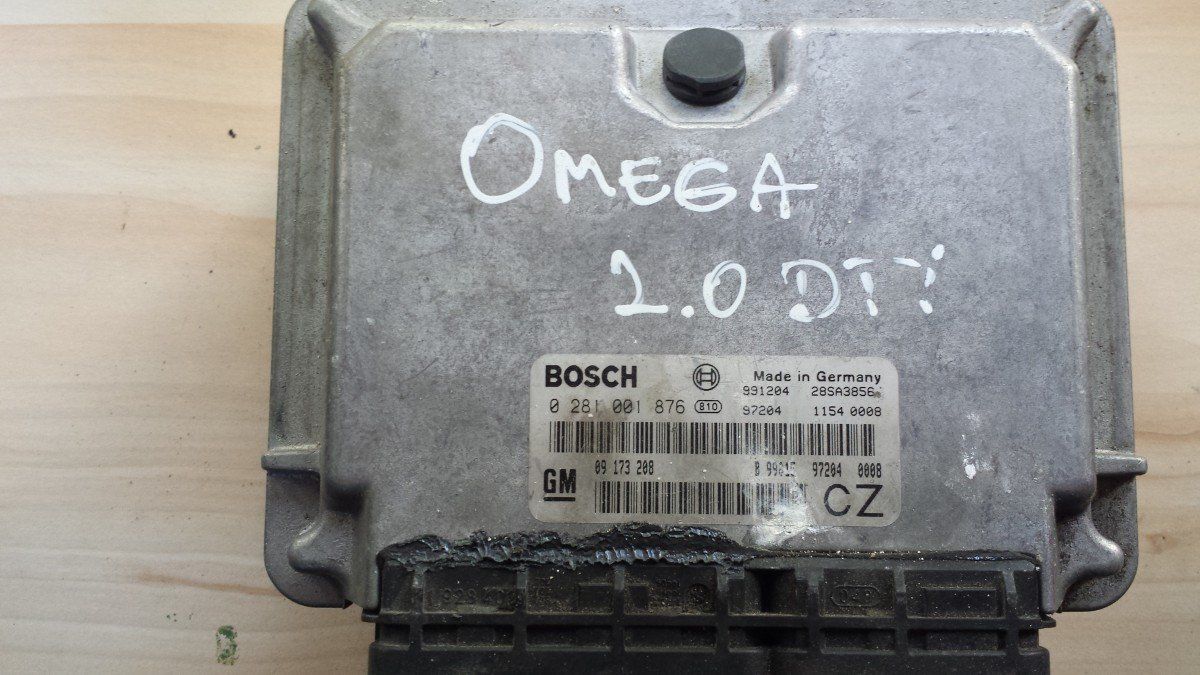 OMEGA
2.0 DTi
BOSCH Made in Germany
991204 28SA3856
0 281 001 876 810 97204 1154 0008
09 173 208 97204 0008
GM CZ